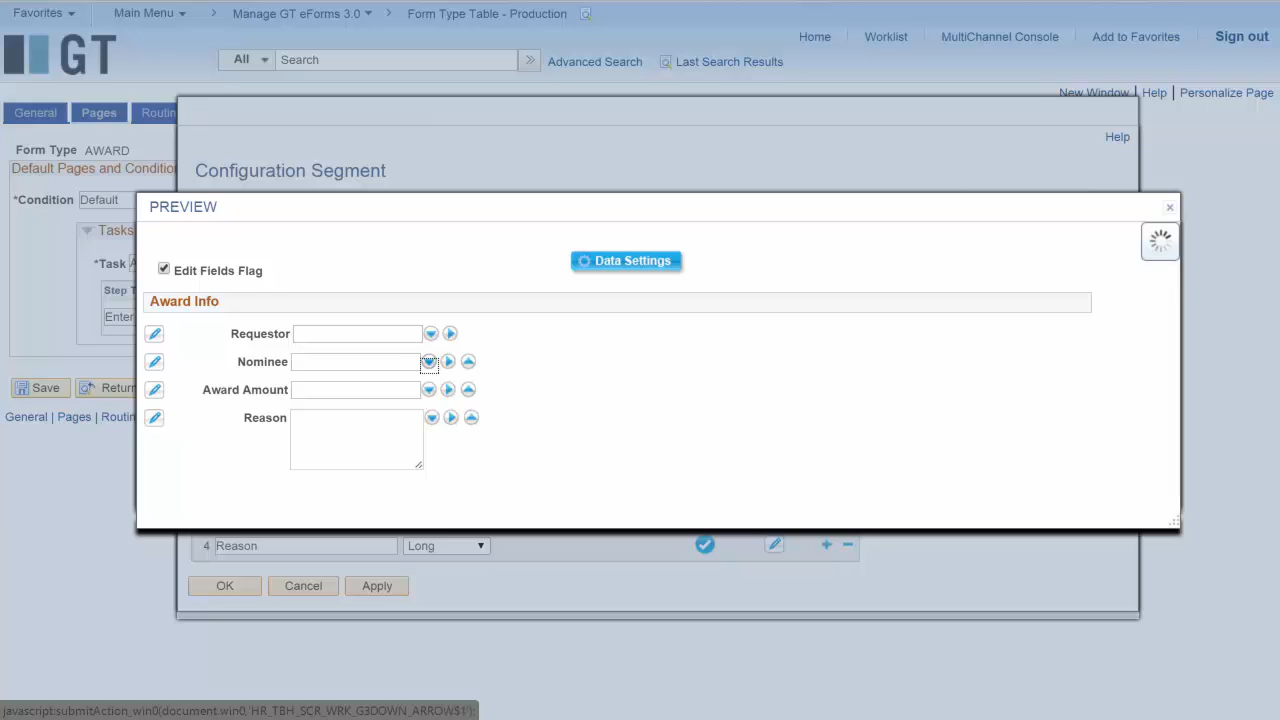 Favorites Main Menu > Manage GT eForms 3.0 > Form Type Table - Production
Home Worklist MultiChannel Console Add to Favorites Sign out
GT
All Search Advanced Search Last Search Results
New Window | Help | Personalize Page
General Pages Routin
Help
Form Type AWARD
Default Pages and Conditio
Configuration Segment
*Condition Default
PREVIEW
Tasks
Edit Fields Flag
Data Settings
*Task
Step T
Award Info
Enter
Requestor
Nominee
Award Amount
Save Return
Reason
General | Pages | Routin
4 Reason Long
OK Cancel Apply
javascript:submitAction_win0(document.win0,'HR_TBH_SCR_WRK_G3DOWN_ARROW$1');